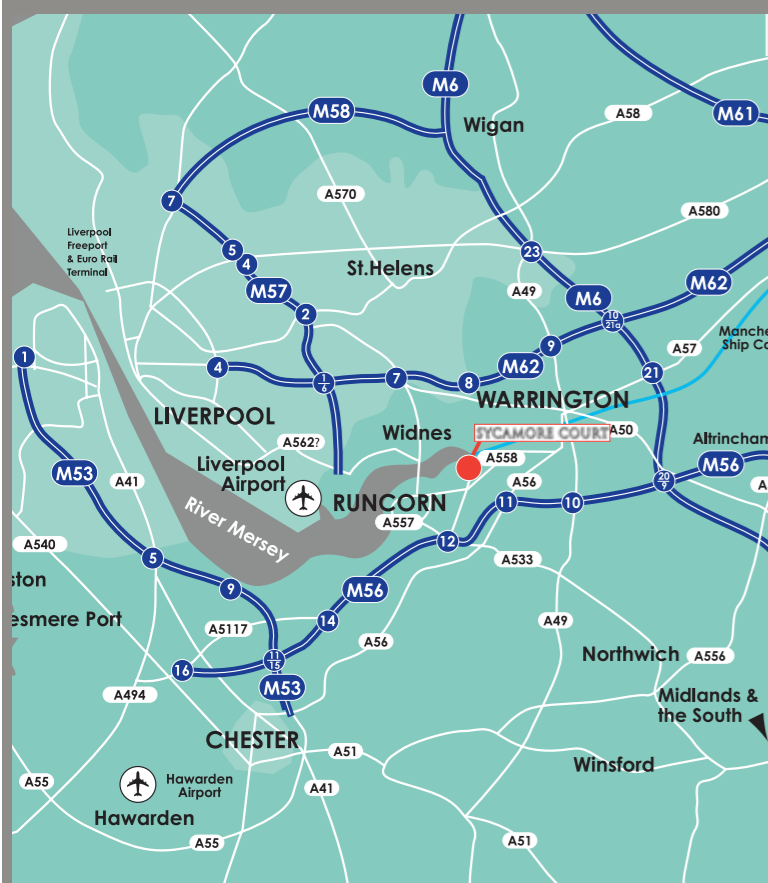 M6
M58
Wigan
A58
M61
A570
7
A580
Liverpool
Freeport
& Euro Rail
Terminal
5
4
St.Helens
23
M57
A49
M6
M62
2
10
21a
Manche
Ship Ca
1
4
1
6
7
8
M62
9
A57
21
LIVERPOOL
WARRINGTON
A562?
Widnes
SYCAMORE COURT
A50
Altrincham
M53
A41
Liverpool
Airport
A558
M56
RUNCORN
A56
20
9
A
River Mersey
A557
11
10
A540
12
5
A533
ston
9
M56
esmere Port
A5117
14
A56
A49
11
15
16
M53
Northwich
A556
A494
Midlands &
the South
CHESTER
A51
Winsford
A55
Hawarden
Airport
A41
Hawarden
A55
A51